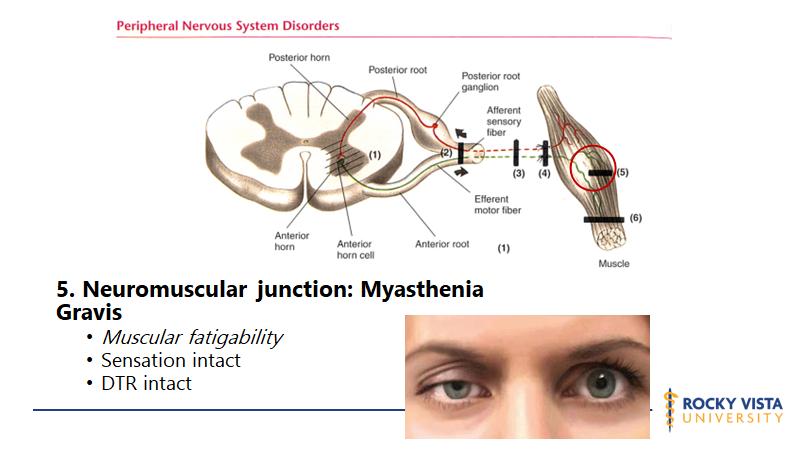 Peripheral Nervous System Disorders
Posterior horn
Posterior root
Posterior root
ganglion
Afferent
sensory
fiber
(1)
(2)
(3)
(4)
(5)
(6)
Efferent
motor fiber
Anterior
horn
Anterior
horn cell
Anterior root
(1)
Muscle
5. Neuromuscular junction: Myasthenia
Gravis
• Muscular fatigability
• Sensation intact
• DTR intact
ROCKY VISTA
UNIVERSITY